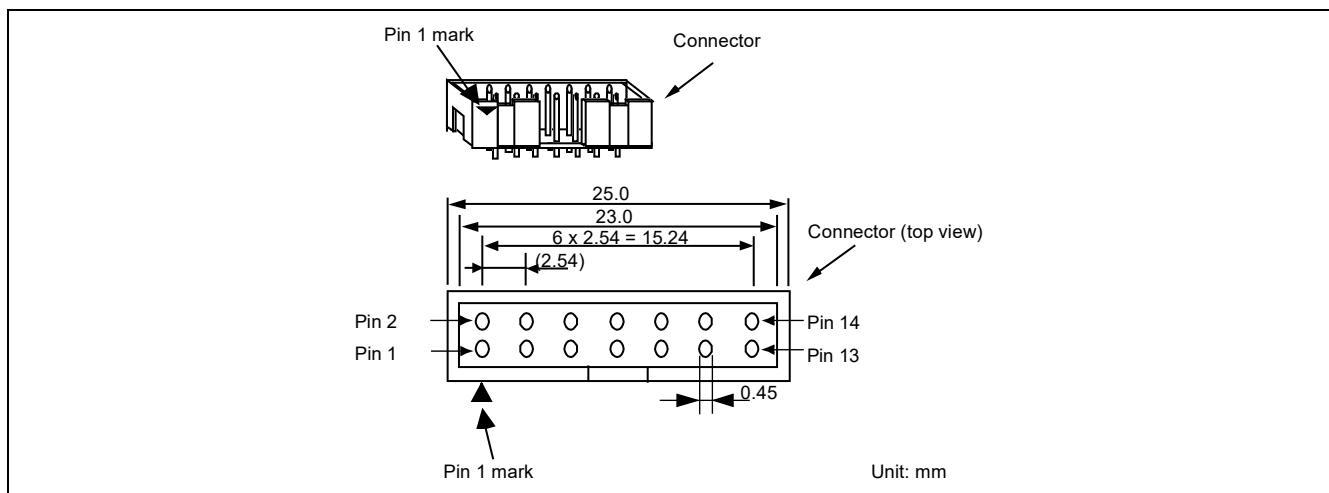 Pin 1 mark
Connector
25.0
23.0
6 x 2.54 = 15.24
(2.54)
Connector (top view)
Pin 2
Pin 14
Pin 1
Pin 13
0.45
Pin 1 mark
Unit: mm